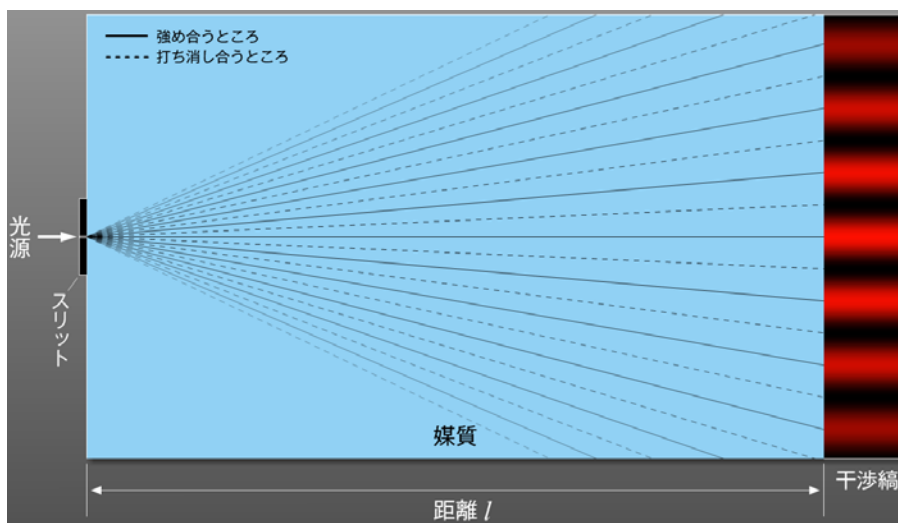 強め合うところ
打ち消し合うところ
光源
スリット
媒質
干渉縞
距離 l